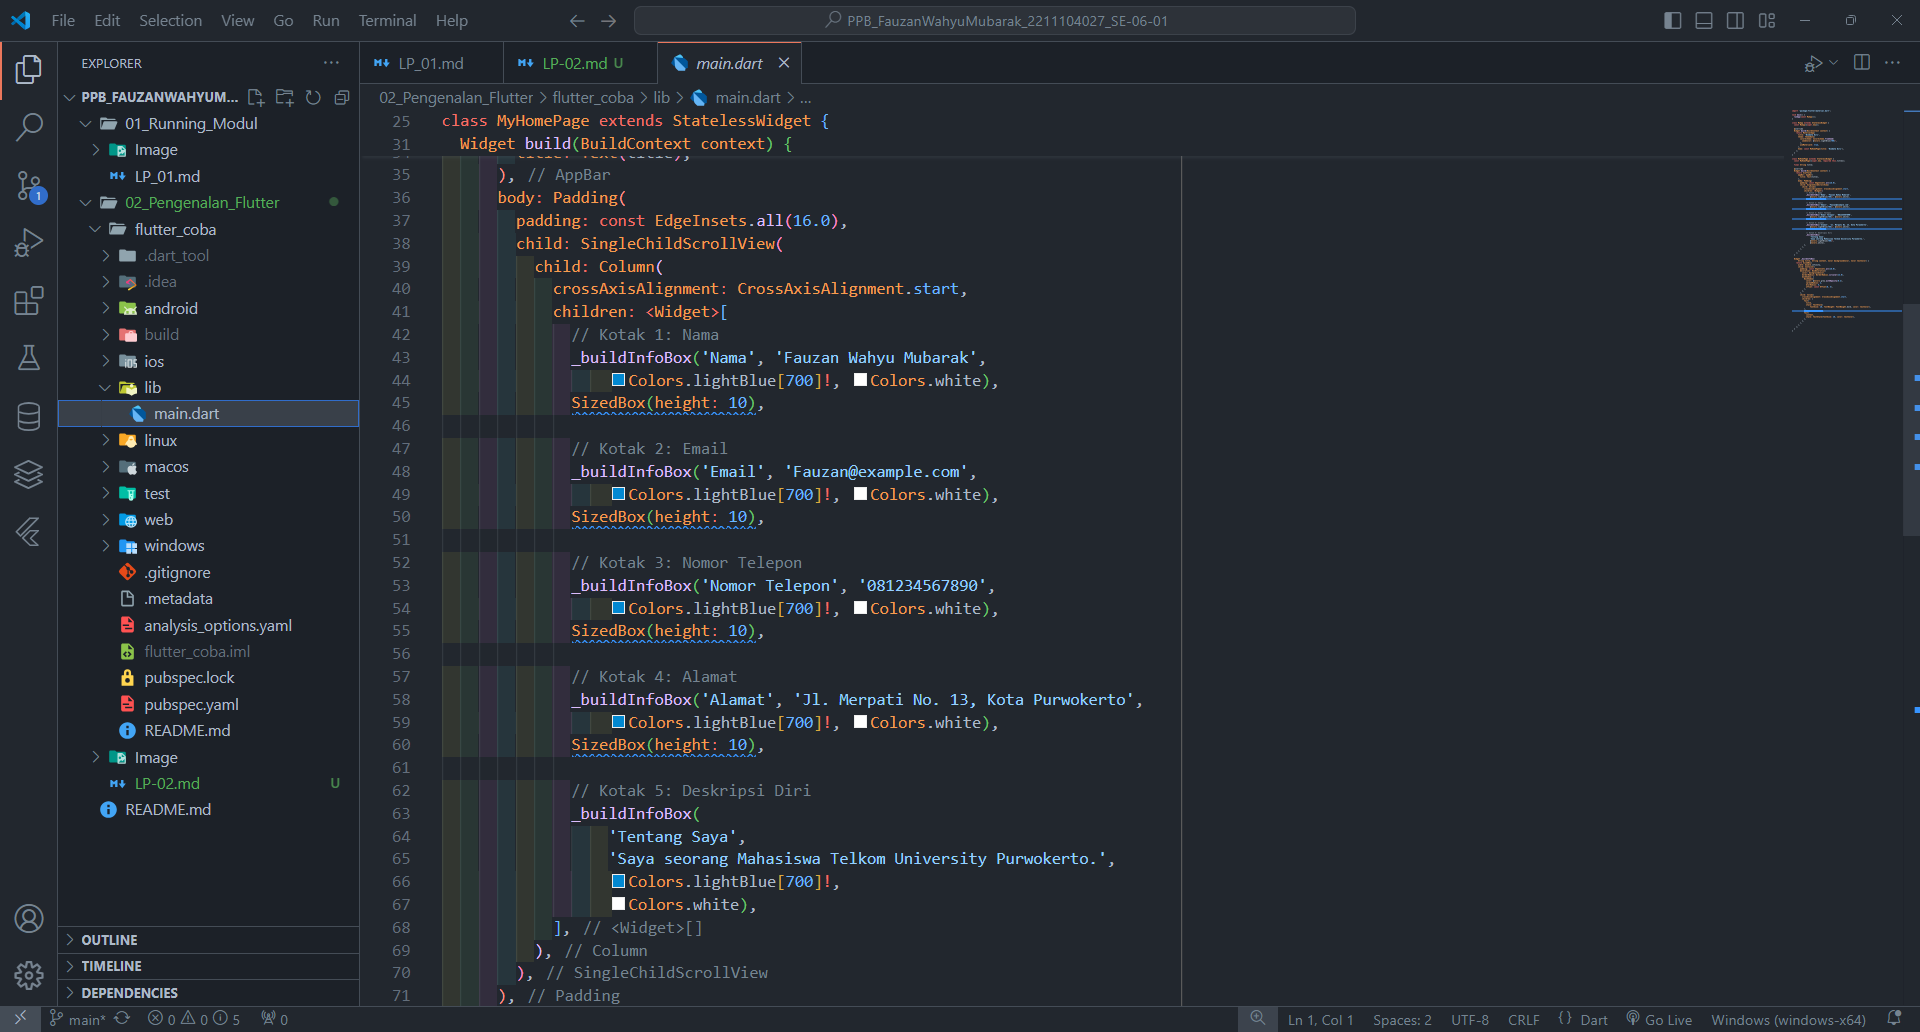 File Edit Selection View Go Run Terminal Help
PPB_FauzanWahyuMubarak_2211104027_SE-06-01
EXPLORER
PPB_FAUZANWAHYUM...
01_Running_Modul
Image
LP_01.md
02_Pengenalan_Flutter
flutter_coba
.dart_tool
.idea
android
build
ios
lib
main.dart
linux
macos
test
web
windows
.gitignore
.metadata
analysis_options.yaml
flutter_coba.iml
pubspec.lock
pubspec.yaml
README.md
Image
LP-02.md U
README.md
OUTLINE
TIMELINE
DEPENDENCIES
1
LP_01.md LP-02.md U main.dart
02_Pengenalan_Flutter > flutter_coba > lib > main.dart > ...
25 class MyHomePage extends StatelessWidget {
31 Widget build(BuildContext context) {
title: Text(title),
35 ), // AppBar
36 body: Padding(
37 padding: const EdgeInsets.all(16.0),
38 child: SingleChildScrollView(
39 child: Column(
40 crossAxisAlignment: CrossAxisAlignment.start,
41 children: <Widget>[
42 // Kotak 1: Nama
43 _buildInfoBox('Nama', 'Fauzan Wahyu Mubarak',
44 Colors.lightBlue[700]!, Colors.white),
45 SizedBox(height: 10),
46
47 // Kotak 2: Email
48 _buildInfoBox('Email', 'Fauzan@example.com',
49 Colors.lightBlue[700]!, Colors.white),
50 SizedBox(height: 10),
51
52 // Kotak 3: Nomor Telepon
53 _buildInfoBox('Nomor Telepon', '081234567890',
54 Colors.lightBlue[700]!, Colors.white),
55 SizedBox(height: 10),
56
57 // Kotak 4: Alamat
58 _buildInfoBox('Alamat', 'Jl. Merpati No. 13, Kota Purwokerto',
59 Colors.lightBlue[700]!, Colors.white),
60 SizedBox(height: 10),
61
62 // Kotak 5: Deskripsi Diri
63 _buildInfoBox(
64 'Tentang Saya',
65 'Saya seorang Mahasiswa Telkom University Purwokerto.',
66 Colors.lightBlue[700]!,
67 Colors.white),
68 ], // <Widget>[]
69 ), // Column
70 ), // SingleChildScrollView
71 ), // Padding
main* 0 0 5 0 Ln 1, Col 1 Spaces: 2 UTF-8 CRLF {} Dart Go Live Windows (windows-x64)